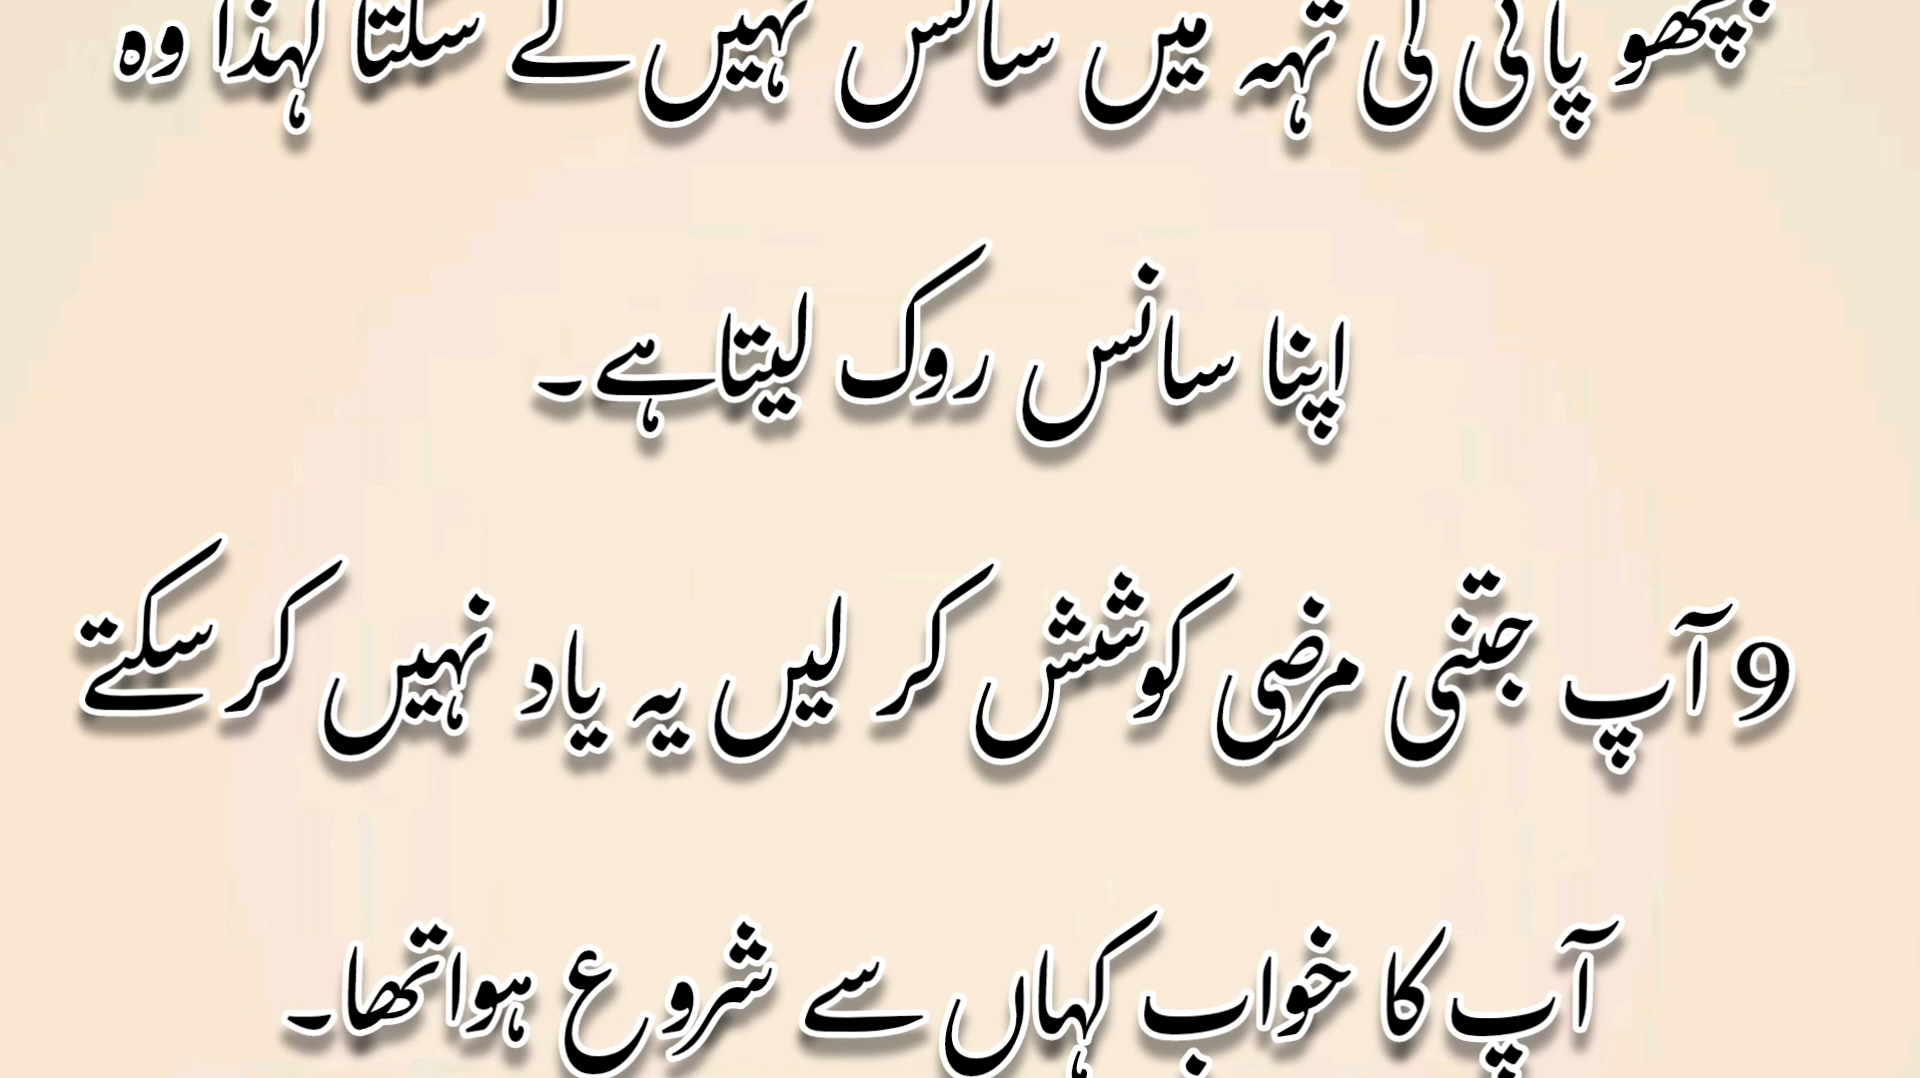 بچھو پانی کی تہہ میں سانس نہیں لے سکتا لہذا وہ
اپنا سانس روک لیتا ہے۔
9 آپ جتنی مرضی کوشش کر لیں یہ یاد نہیں کر سکتے
آپ کا خواب کہاں سے شروع ہوا تھا۔